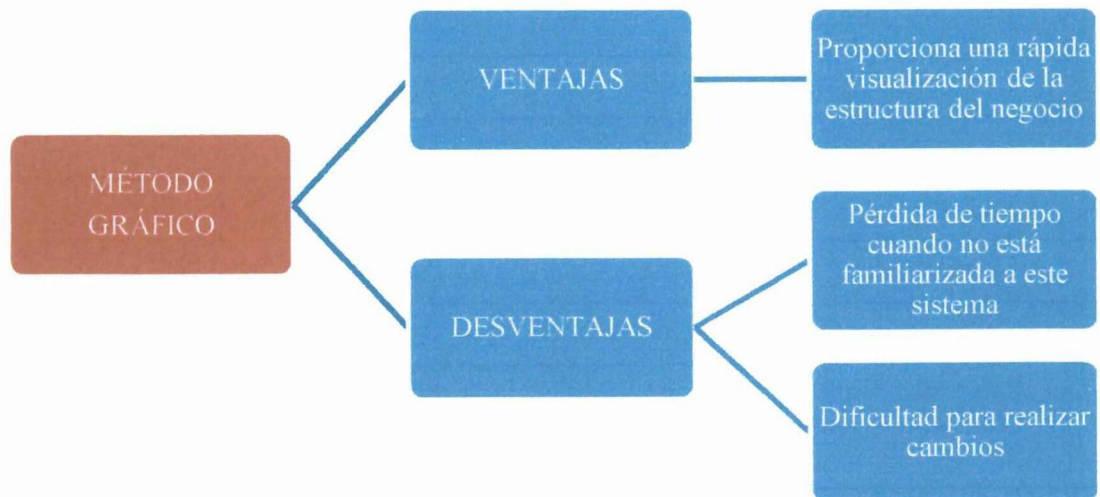 MÉTODO
GRÁFICO
VENTAJAS
Proporciona una rápida
visualización de la
estructura del negocio
DESVENTAJAS
Pérdida de tiempo
cuando no está
familiarizada a este
sistema
Dificultad para realizar
cambios